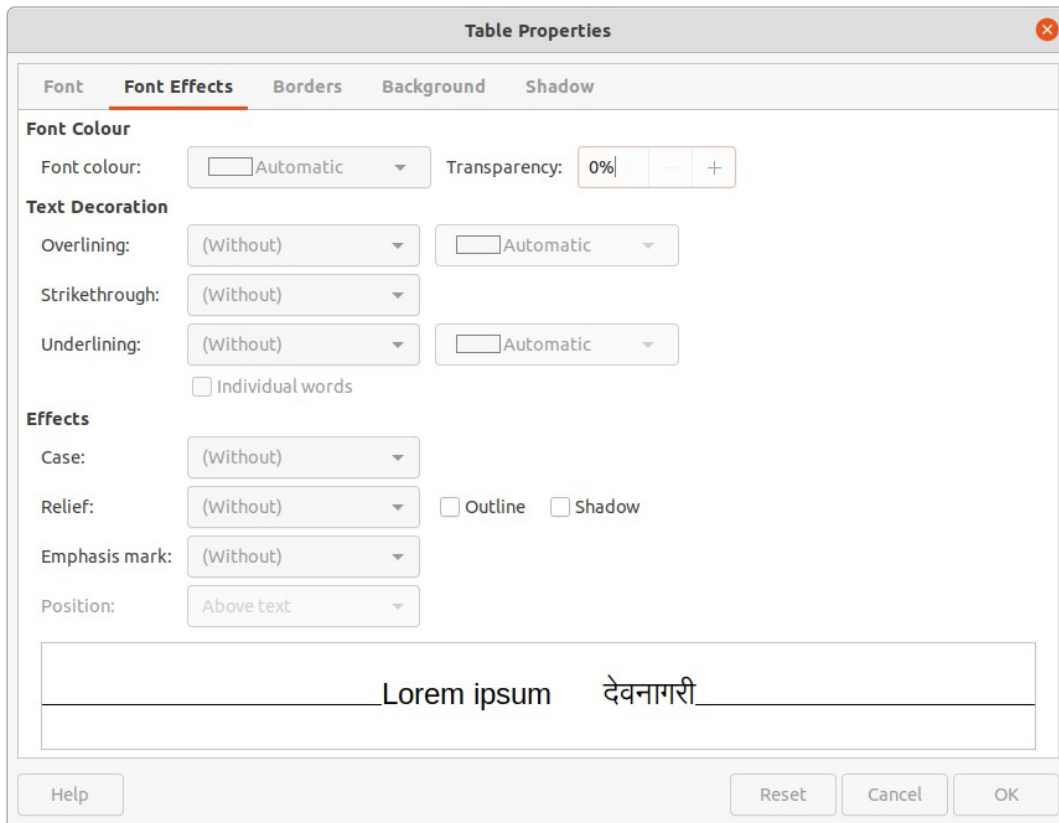 Table Properties
Font Font Effects Borders Background Shadow
Font Colour
Font colour: Automatic Transparency: 0% − +
Text Decoration
Overlining: (Without) Automatic
Strikethrough: (Without)
Underlining: (Without) Automatic
Individual words
Effects
Case: (Without)
Relief: (Without) Outline Shadow
Emphasis mark: (Without)
Position: Above text
Lorem ipsum देवनागरी
Help Reset Cancel OK